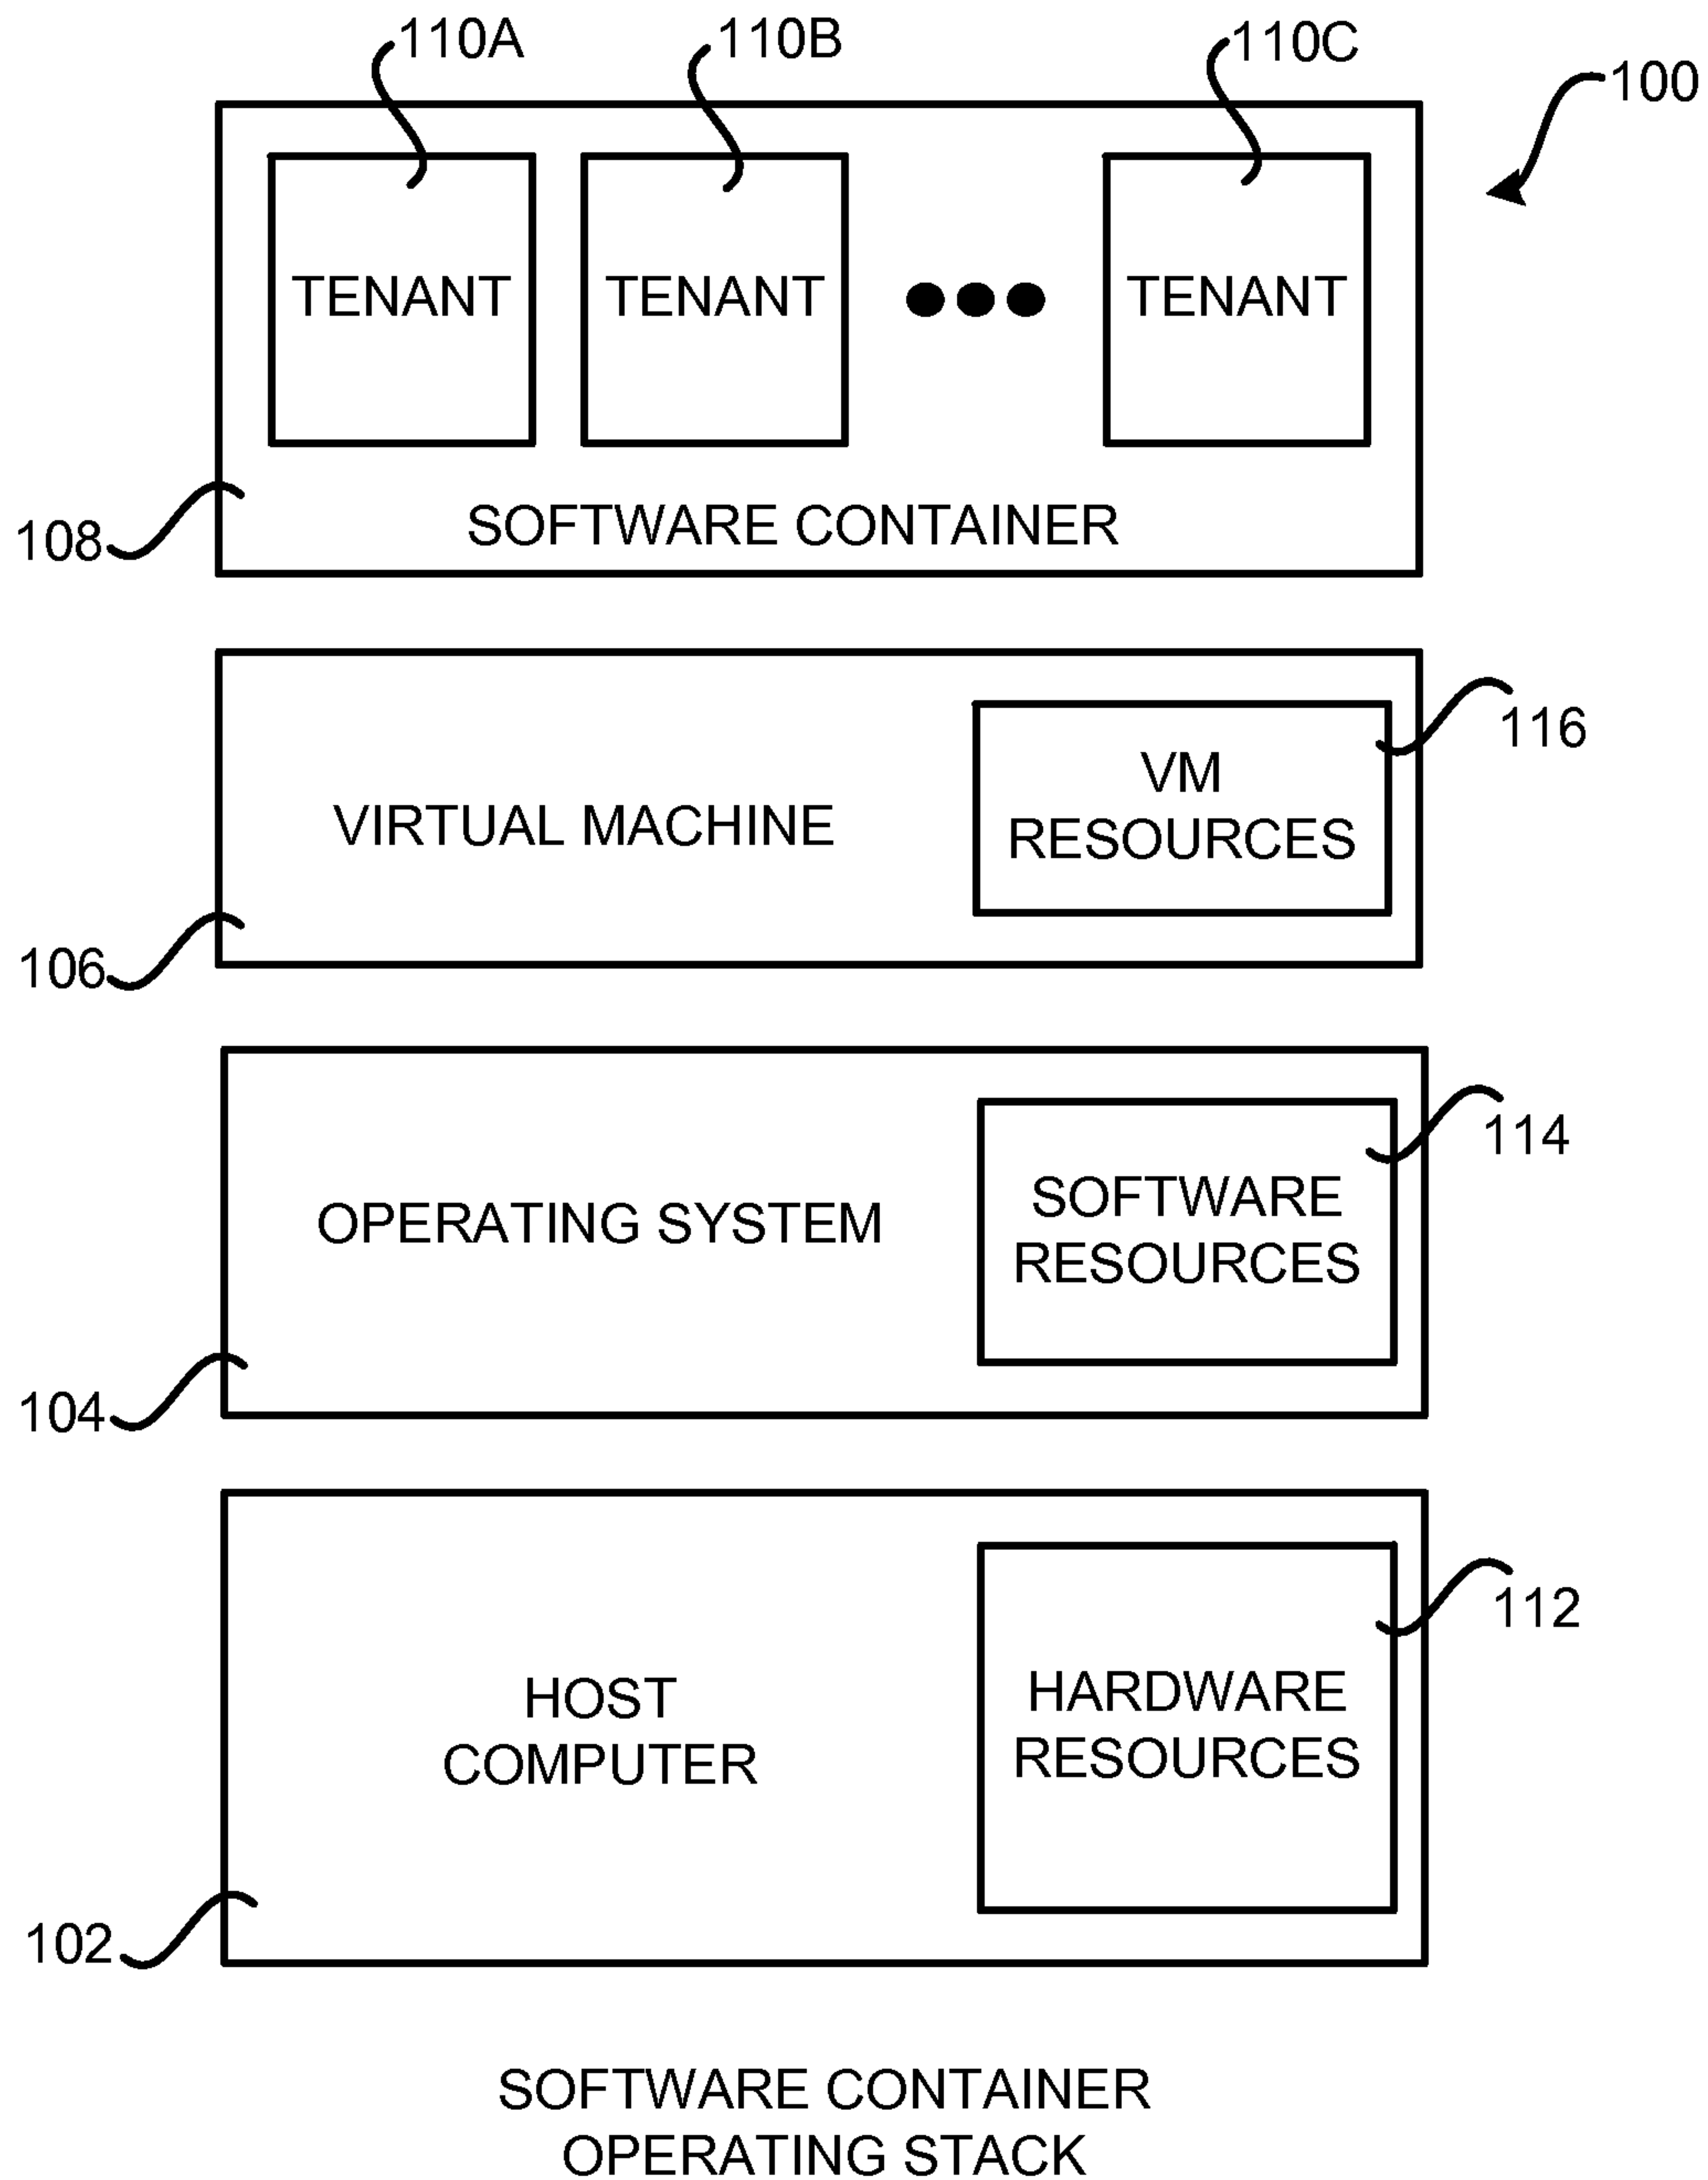 110A
110B
110C
100
TENANT
TENANT
TENANT
SOFTWARE CONTAINER
108
VIRTUAL MACHINE
VM
RESOURCES
116
106
OPERATING SYSTEM
SOFTWARE
RESOURCES
114
104
HOST
COMPUTER
HARDWARE
RESOURCES
112
102
SOFTWARE CONTAINER
OPERATING STACK